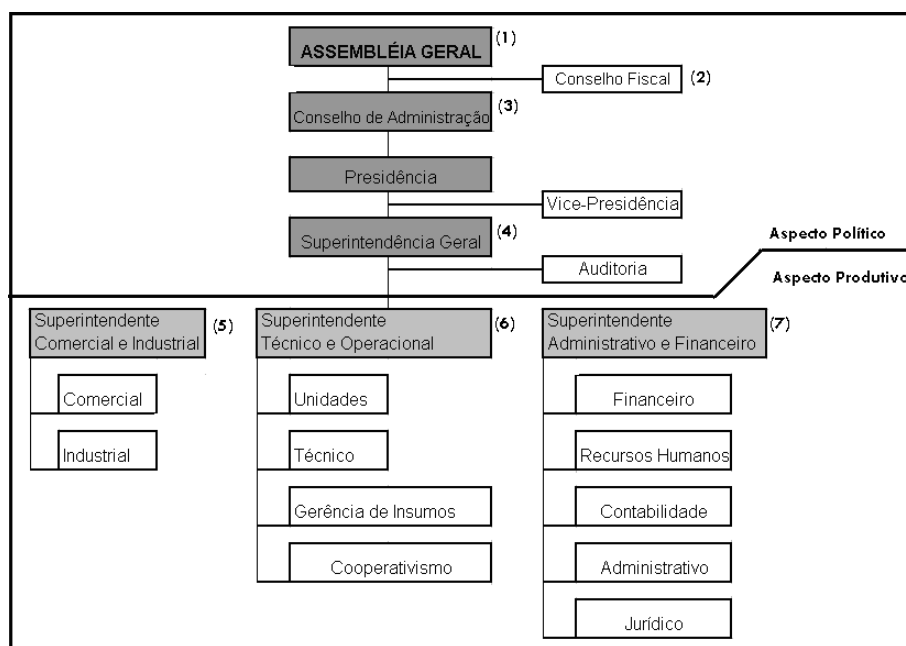 ASSEMBLÉIA GERAL (1)
Conselho Fiscal (2)
Conselho de Administração (3)
Presidência
Vice-Presidência
Superintendência Geral (4)
Aspecto Político
Auditoria
Aspecto Produtivo
Superintendente
Comercial e Industrial (5)
Comercial
Industrial
Superintendente
Técnico e Operacional (6)
Unidades
Técnico
Gerência de Insumos
Cooperativismo
Superintendente
Administrativo e Financeiro (7)
Financeiro
Recursos Humanos
Contabilidade
Administrativo
Jurídico